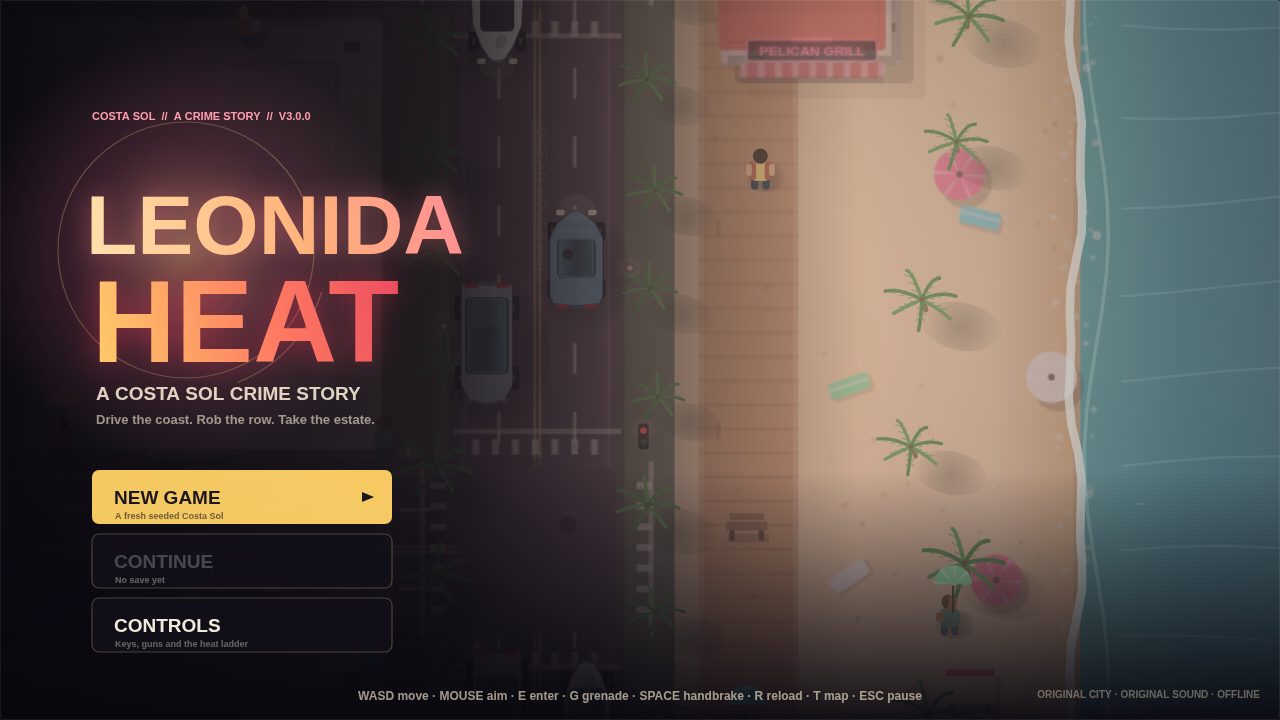 PELICAN GRILL
COSTA SOL // A CRIME STORY // V3.0.0
LEONIDA
HEAT
A COSTA SOL CRIME STORY
Drive the coast. Rob the row. Take the estate.
NEW GAME
A fresh seeded Costa Sol
CONTINUE
No save yet
CONTROLS
Keys, guns and the heat ladder
WASD move · MOUSE aim · E enter · G grenade · SPACE handbrake · R reload · T map · ESC pause
ORIGINAL CITY · ORIGINAL SOUND · OFFLINE